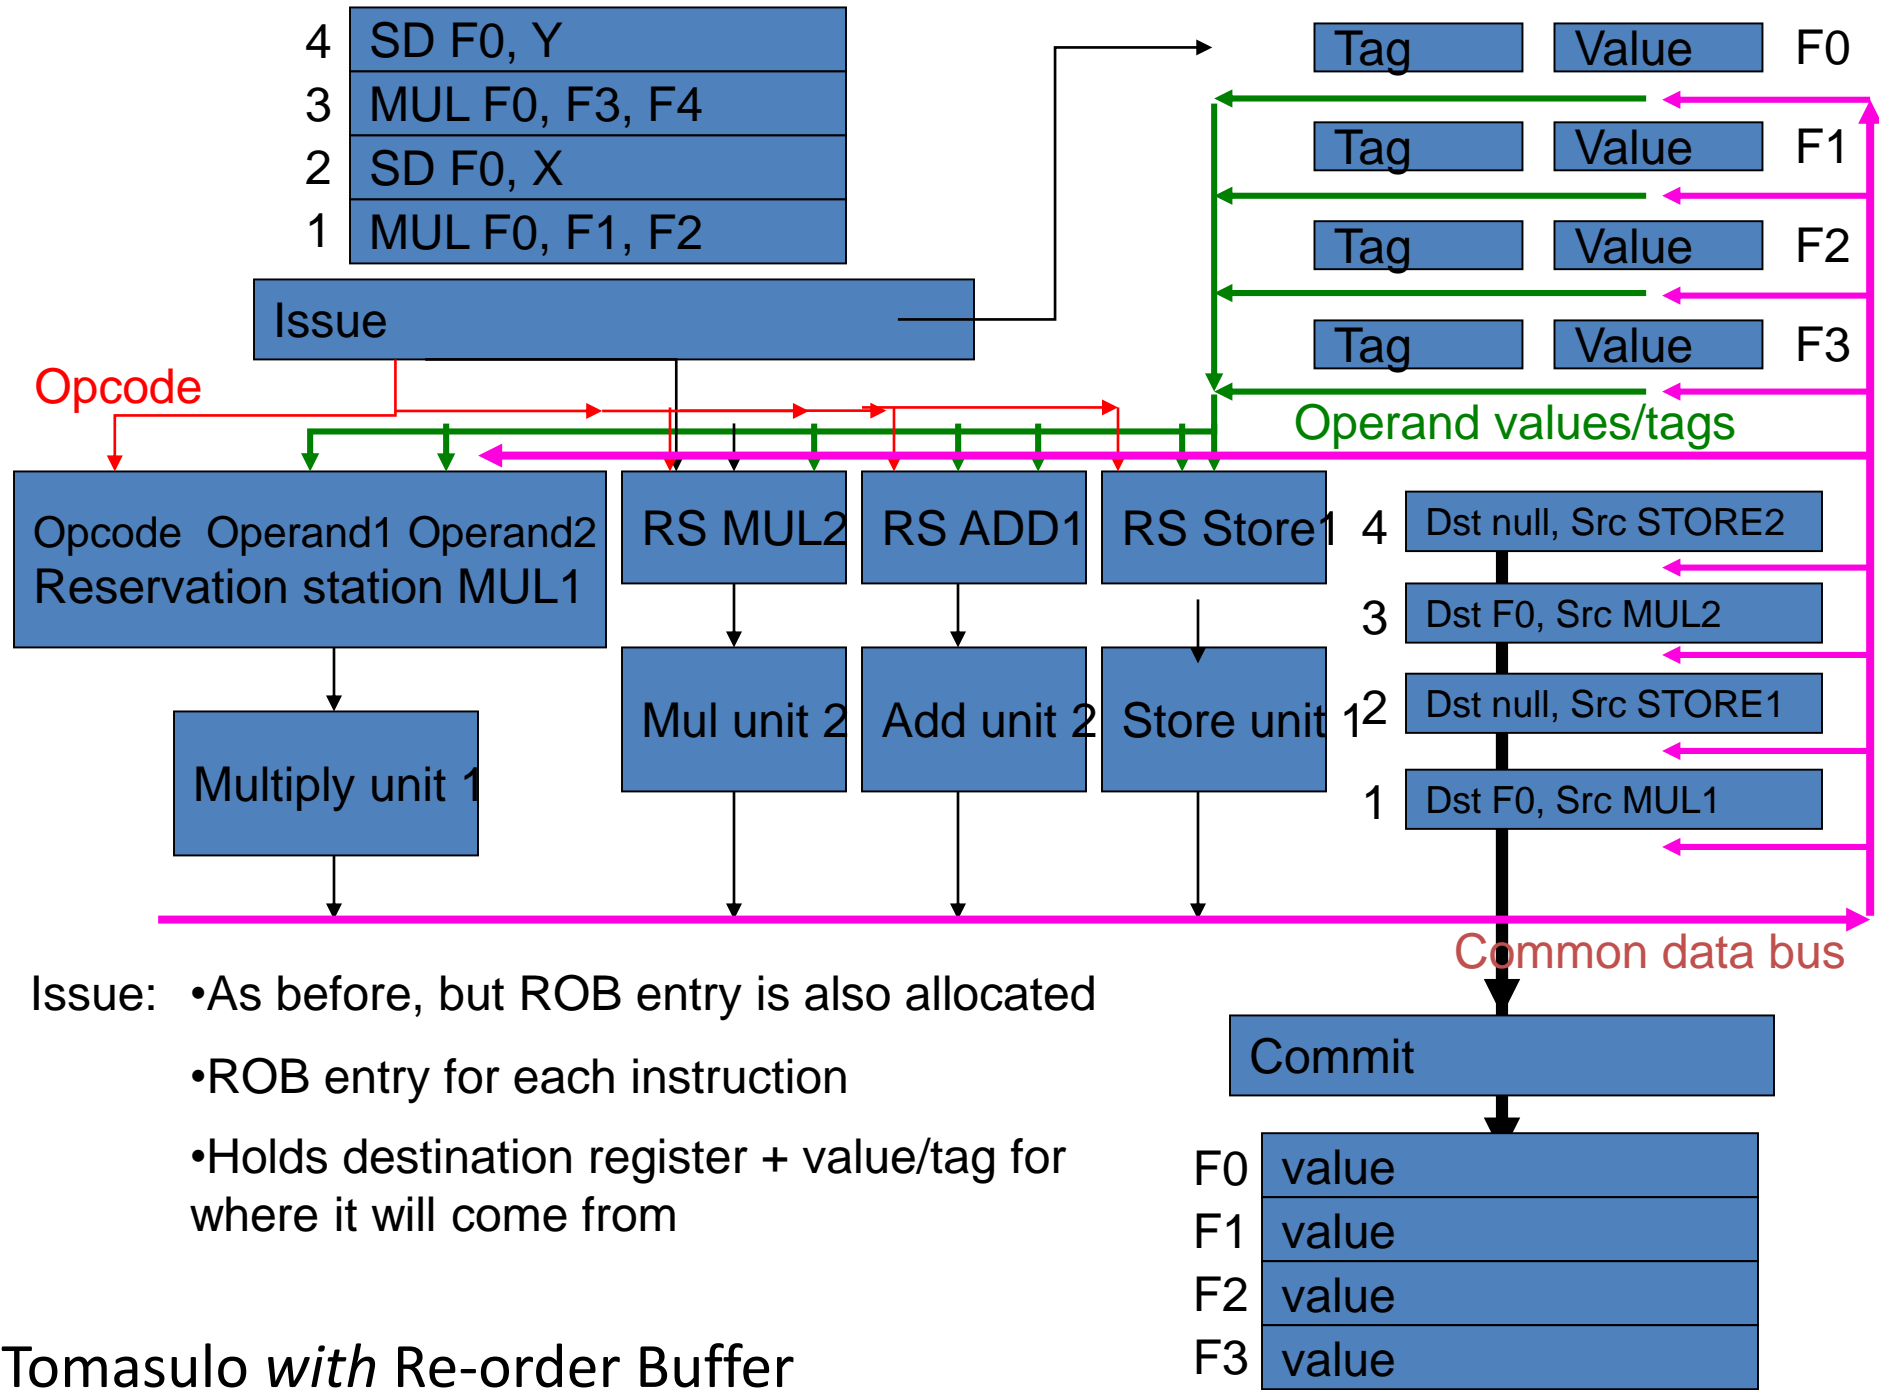 4 SD F0, Y
3 MUL F0, F3, F4
2 SD F0, X
1 MUL F0, F1, F2
Issue
Tag Value F0
Tag Value F1
Tag Value F2
Tag Value F3
Opcode
Operand values/tags
Opcode Operand1 Operand2
Reservation station MUL1
RS MUL2
RS ADD1
RS Store1
4 Dst null, Src STORE2
3 Dst F0, Src MUL2
2 Dst null, Src STORE1
1 Dst F0, Src MUL1
Multiply unit 1
Mul unit 2
Add unit 2
Store unit 1
Common data bus
Issue: •As before, but ROB entry is also allocated
•ROB entry for each instruction
•Holds destination register + value/tag for
where it will come from
Commit
F0 value
F1 value
F2 value
F3 value
Tomasulo with Re-order Buffer